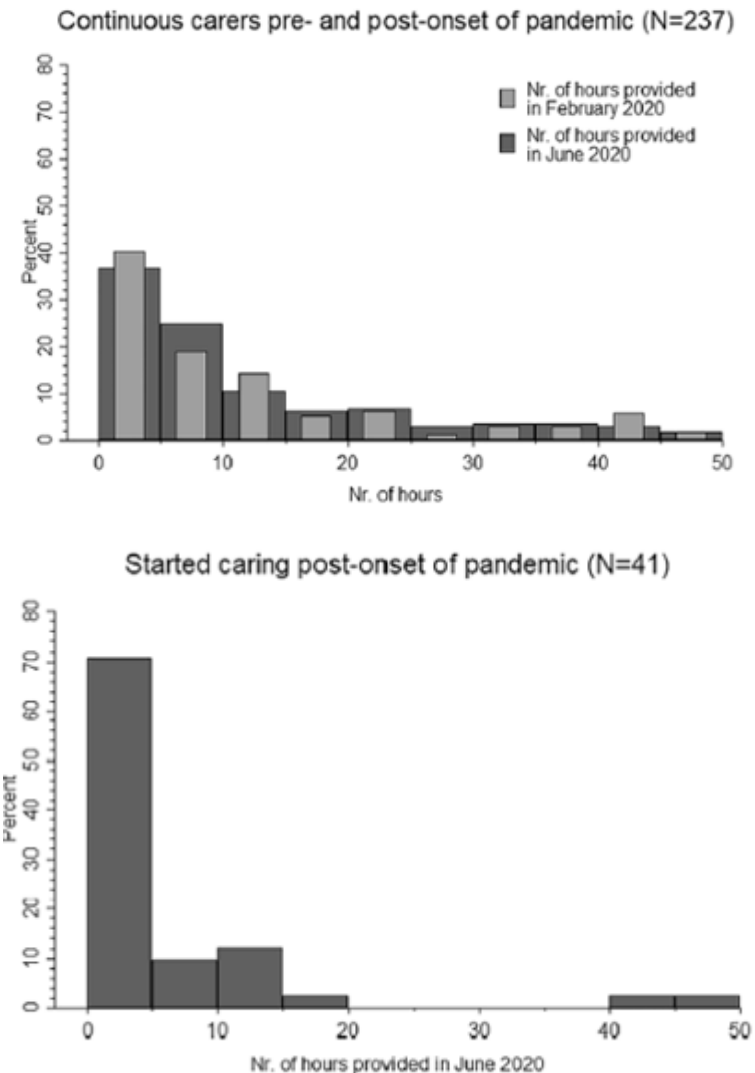 Continuous carers pre- and post-onset of pandemic (N=237)
80
70
60
50
40
30
20
10
0
Percent
Nr. of hours provided
in February 2020
Nr. of hours provided
in June 2020
0 10 20 30 40 50
Nr. of hours
Started caring post-onset of pandemic (N=41)
80
70
60
50
40
30
20
10
0
Percent
0 10 20 30 40 50
Nr. of hours provided in June 2020